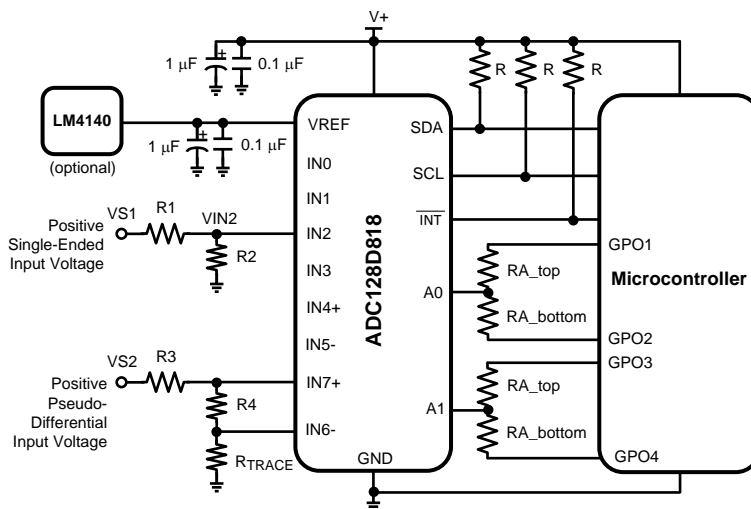 V+
1 µF
+
0.1 µF
R
R
R
LM4140
(optional)
1 µF
+
0.1 µF
VREF
SDA
IN0
SCL
IN1
INT
VS1
R1
VIN2
Positive
Single-Ended
Input Voltage
R2
IN2
IN3
IN4+
IN5-
ADC128D818
A0
GPO1
RA_top
RA_bottom
GPO2
Microcontroller
VS2
R3
Positive
Pseudo-
Differential
Input Voltage
R4
RTRACE
IN7+
IN6-
GND
A1
GPO3
RA_top
RA_bottom
GPO4